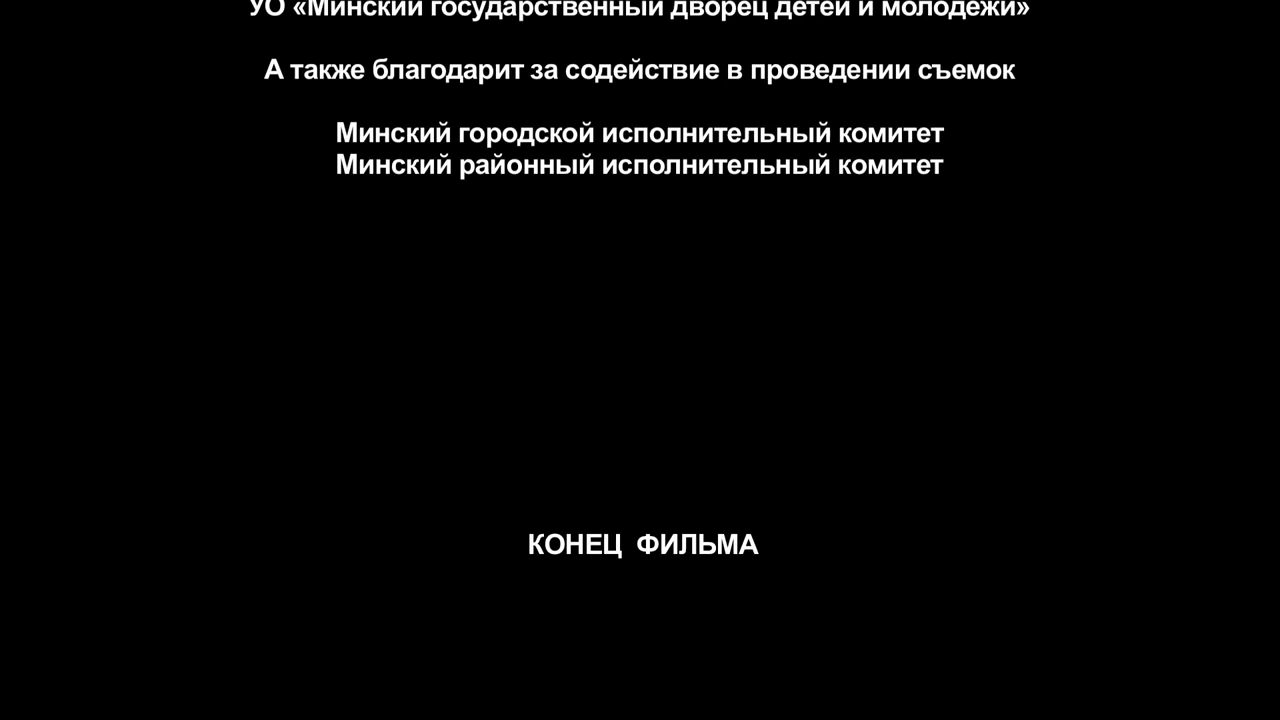 УО «Минский государственный дворец детей и молодежи»
А также благодарит за содействие в проведении съемок
Минский городской исполнительный комитет
Минский районный исполнительный комитет
КОНЕЦ ФИЛЬМА